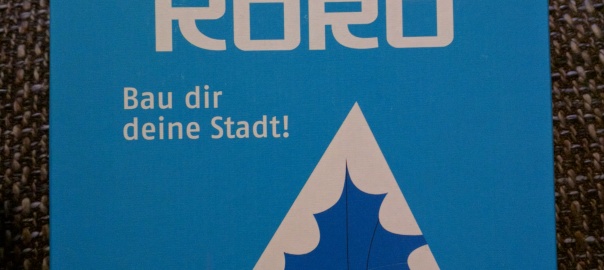 Bau dir
deine Stadt!